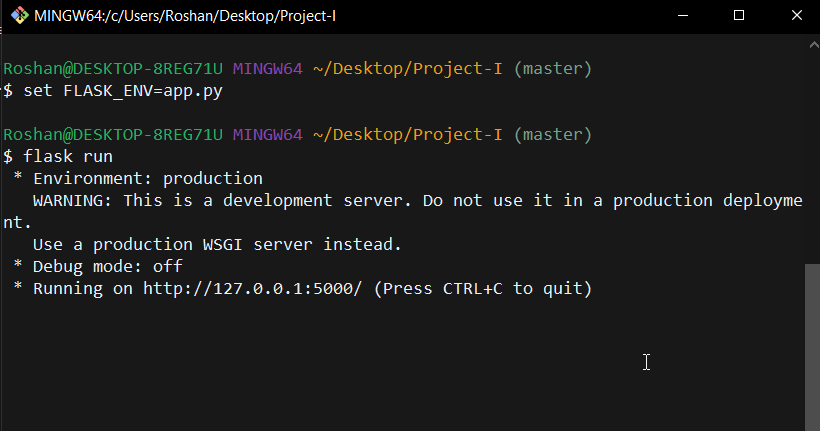 MINGW64:/c/Users/Roshan/Desktop/Project-I
Roshan@DESKTOP-8REG71U MINGW64 ~/Desktop/Project-I (master)
$ set FLASK_ENV=app.py
Roshan@DESKTOP-8REG71U MINGW64 ~/Desktop/Project-I (master)
$ flask run
 * Environment: production
   WARNING: This is a development server. Do not use it in a production deployme
nt.
   Use a production WSGI server instead.
 * Debug mode: off
 * Running on http://127.0.0.1:5000/ (Press CTRL+C to quit)